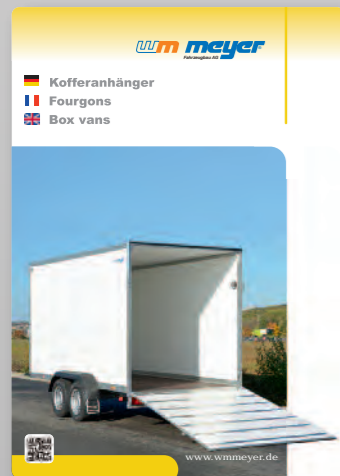 wm meyer
Fahrzeugbau AG
Kofferanhänger
Fourgons
Box vans
www.wmmeyer.de